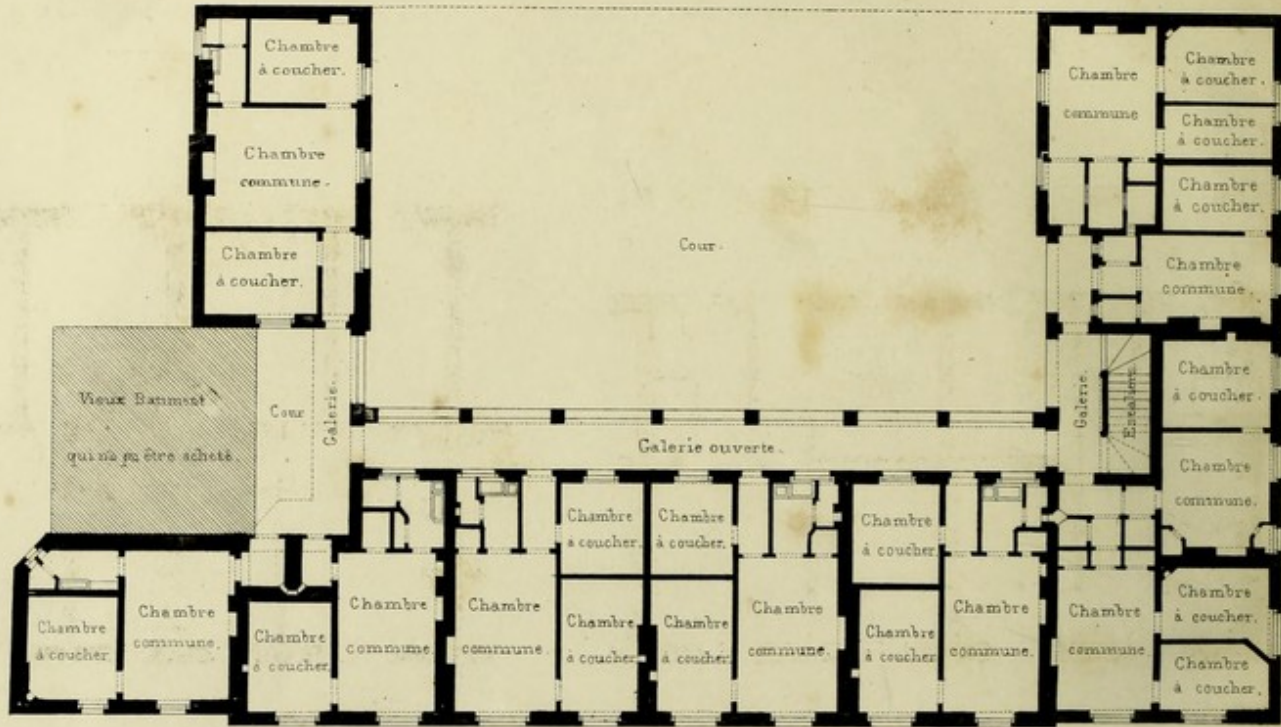 Chambre
à coucher.
Chambre
commune.
Chambre
à coucher.
Chambre
commune
Chambre
à coucher.
Chambre
à coucher.
Chambre
à coucher.
Chambre
commune.
Cour.
Vieux Batiment
qui n'a pu être acheté.
Cour
Galerie.
Galerie ouverte.
Galerie.
Escaliers.
Chambre
à coucher.
Chambre
commune.
Chambre
à coucher
Chambre
commune.
Chambre
à coucher.
Chambre
commune.
Chambre
commune.
Chambre
à coucher.
Chambre
à coucher.
Chambre
à coucher.
Chambre
à coucher.
Chambre
commune.
Chambre
à coucher.
Chambre
à coucher
Chambre
commune.
Chambre
commune
Chambre
à coucher.
Chambre
à coucher.